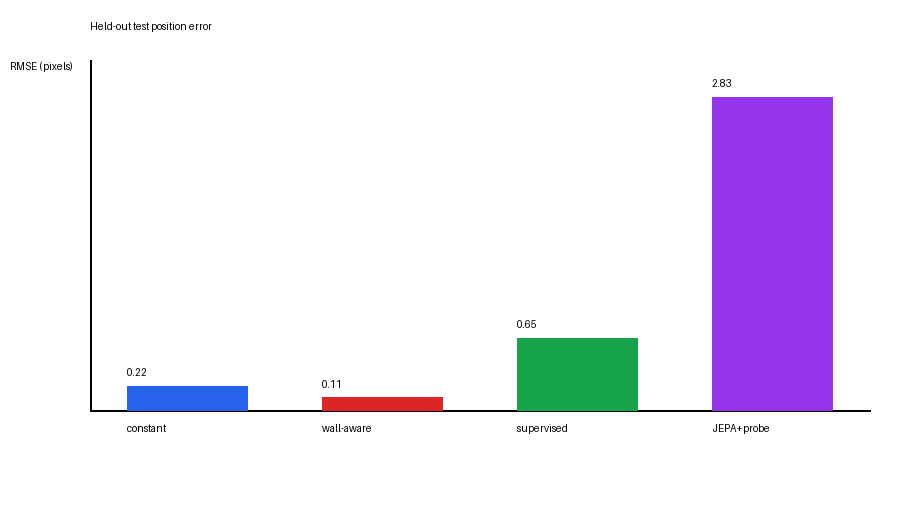 Held-out test position error
RMSE (pixels)
2.83
0.65
0.22
0.11
constant
wall-aware
supervised
JEPA+probe